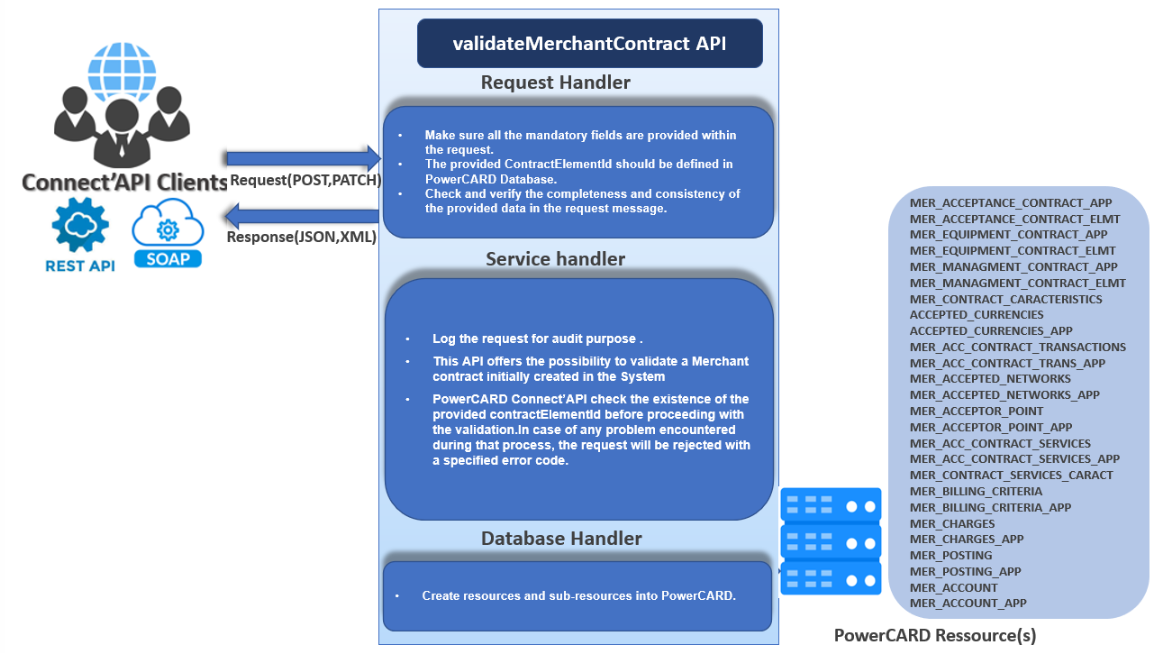 validateMerchantContract API
Request Handler
• Make sure all the mandatory fields are provided within
the request.
• The provided ContractElementId should be defined in
PowerCARD Database.
• Check and verify the completeness and consistency of
the provided data in the request message.
Connect'API Clients
Request(POST,PATCH)
Response(JSON,XML)
REST API
SOAP
Service handler
• Log the request for audit purpose .
• This API offers the possibility to validate a Merchant
contract initially created in the System
• PowerCARD Connect'API check the existence of the
provided contractElementId before proceeding with
the validation.In case of any problem encountered
during that process, the request will be rejected with
a specified error code.
Database Handler
• Create resources and sub-resources into PowerCARD.
MER_ACCEPTANCE_CONTRACT_APP
MER_ACCEPTANCE_CONTRACT_ELMT
MER_EQUIPMENT_CONTRACT_APP
MER_EQUIPMENT_CONTRACT_ELMT
MER_MANAGMENT_CONTRACT_APP
MER_MANAGMENT_CONTRACT_ELMT
MER_CONTRACT_CARACTERISTICS
ACCEPTED_CURRENCIES
ACCEPTED_CURRENCIES_APP
MER_ACC_CONTRACT_TRANSACTIONS
MER_ACC_CONTRACT_TRANS_APP
MER_ACCEPTED_NETWORKS
MER_ACCEPTED_NETWORKS_APP
MER_ACCEPTOR_POINT
MER_ACCEPTOR_POINT_APP
MER_ACC_CONTRACT_SERVICES
MER_ACC_CONTRACT_SERVICES_APP
MER_CONTRACT_SERVICES_CARACT
MER_BILLING_CRITERIA
MER_BILLING_CRITERIA_APP
MER_CHARGES
MER_CHARGES_APP
MER_POSTING
MER_POSTING_APP
MER_ACCOUNT
MER_ACCOUNT_APP
PowerCARD Ressource(s)